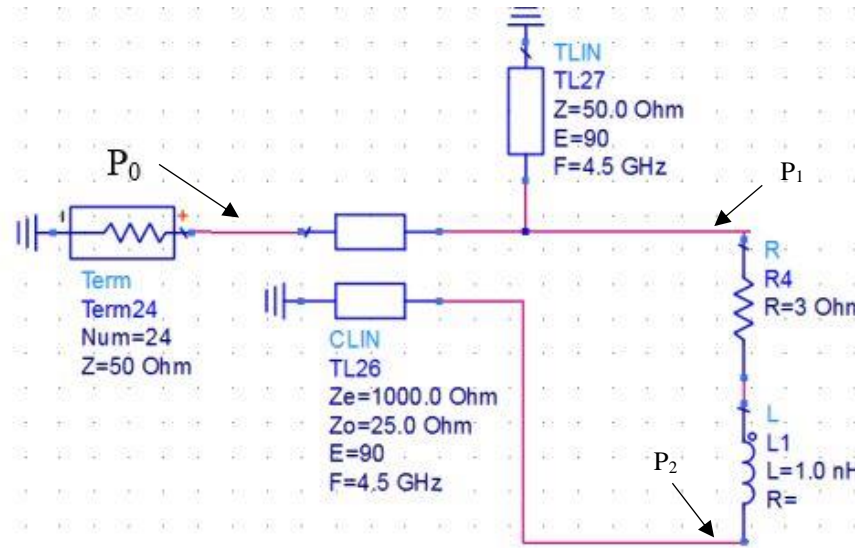 TLIN
TL27
Z=50.0 Ohm
E=90
F=4.5 GHz
P₀
P₁
Term
Term24
Num=24
Z=50 Ohm
CLIN
TL26
Ze=1000.0 Ohm
Zo=25.0 Ohm
E=90
F=4.5 GHz
R
R4
R=3 Ohm
L
L1
L=1.0 nH
R=
P₂